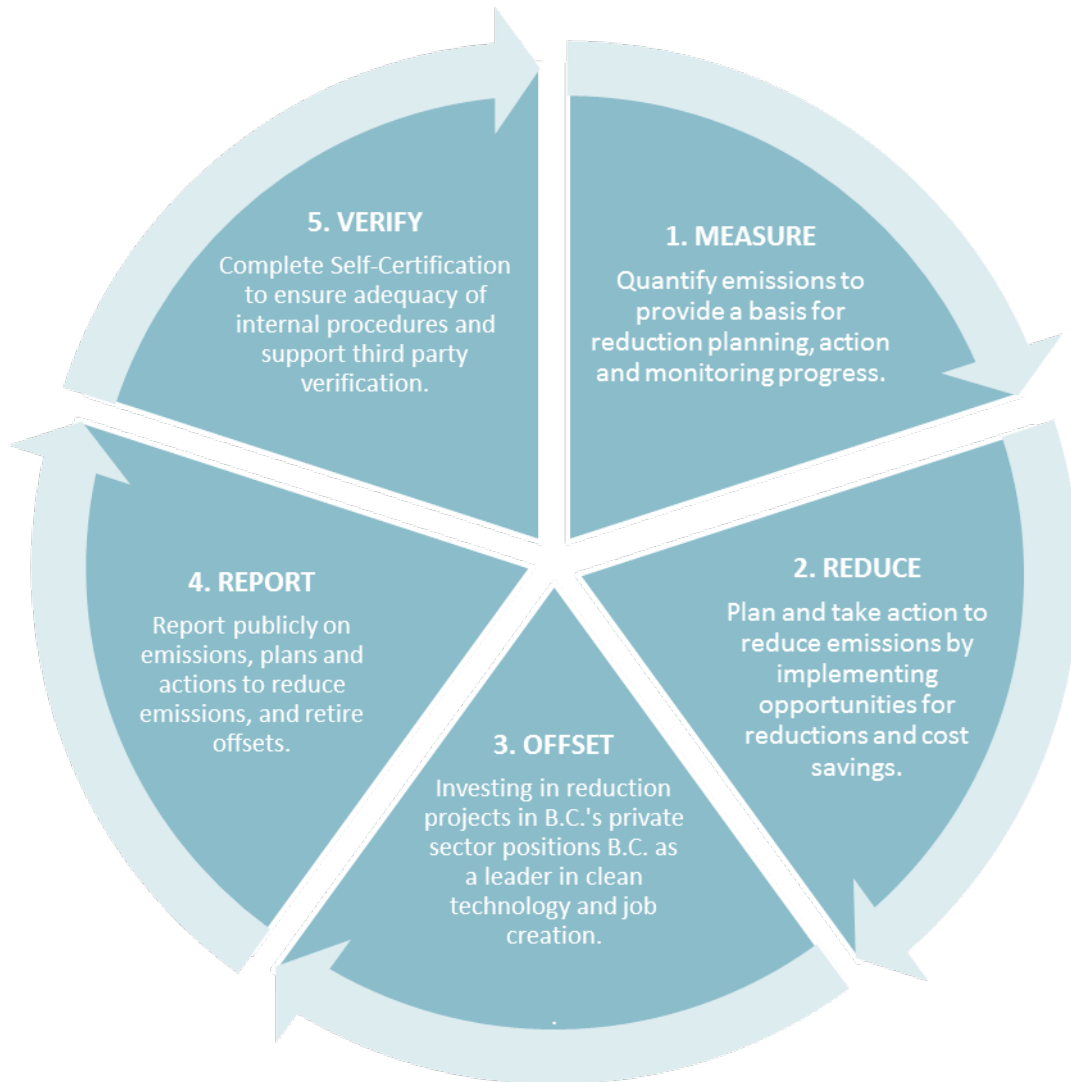 1. MEASURE
Quantify emissions to
provide a basis for
reduction planning, action
and monitoring progress.
2. REDUCE
Plan and take action to
reduce emissions by
implementing
opportunities for
reductions and cost
savings.
3. OFFSET
Investing in reduction
projects in B.C.'s private
sector positions B.C. as
a leader in clean
technology and job
creation.
.
4. REPORT
Report publicly on
emissions, plans and
actions to reduce
emissions, and retire
offsets.
5. VERIFY
Complete Self-Certification
to ensure adequacy of
internal procedures and
support third party
verification.